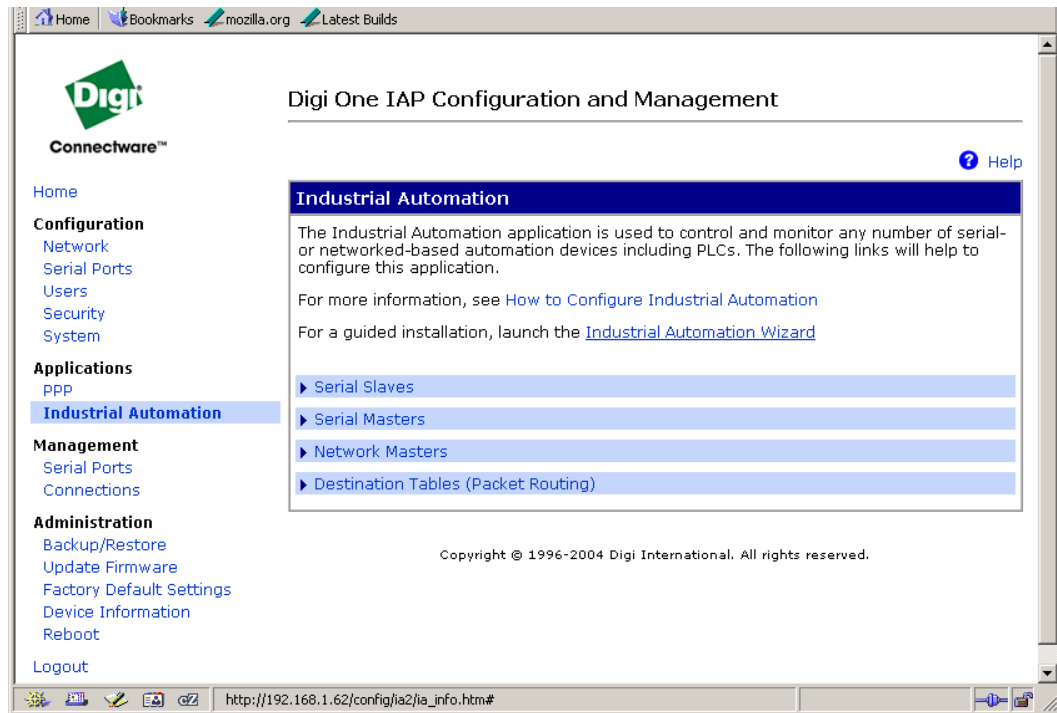 Home Bookmarks mozilla.org Latest Builds
Digi
Connectware™
Digi One IAP Configuration and Management
Help
Home
Configuration
Network
Serial Ports
Users
Security
System
Applications
PPP
Industrial Automation
Management
Serial Ports
Connections
Administration
Backup/Restore
Update Firmware
Factory Default Settings
Device Information
Reboot
Logout
Industrial Automation
The Industrial Automation application is used to control and monitor any number of serial-
or networked-based automation devices including PLCs. The following links will help to
configure this application.
For more information, see How to Configure Industrial Automation
For a guided installation, launch the Industrial Automation Wizard
Serial Slaves
Serial Masters
Network Masters
Destination Tables (Packet Routing)
Copyright © 1996-2004 Digi International. All rights reserved.
http://192.168.1.62/config/ia2/ia_info.htm#